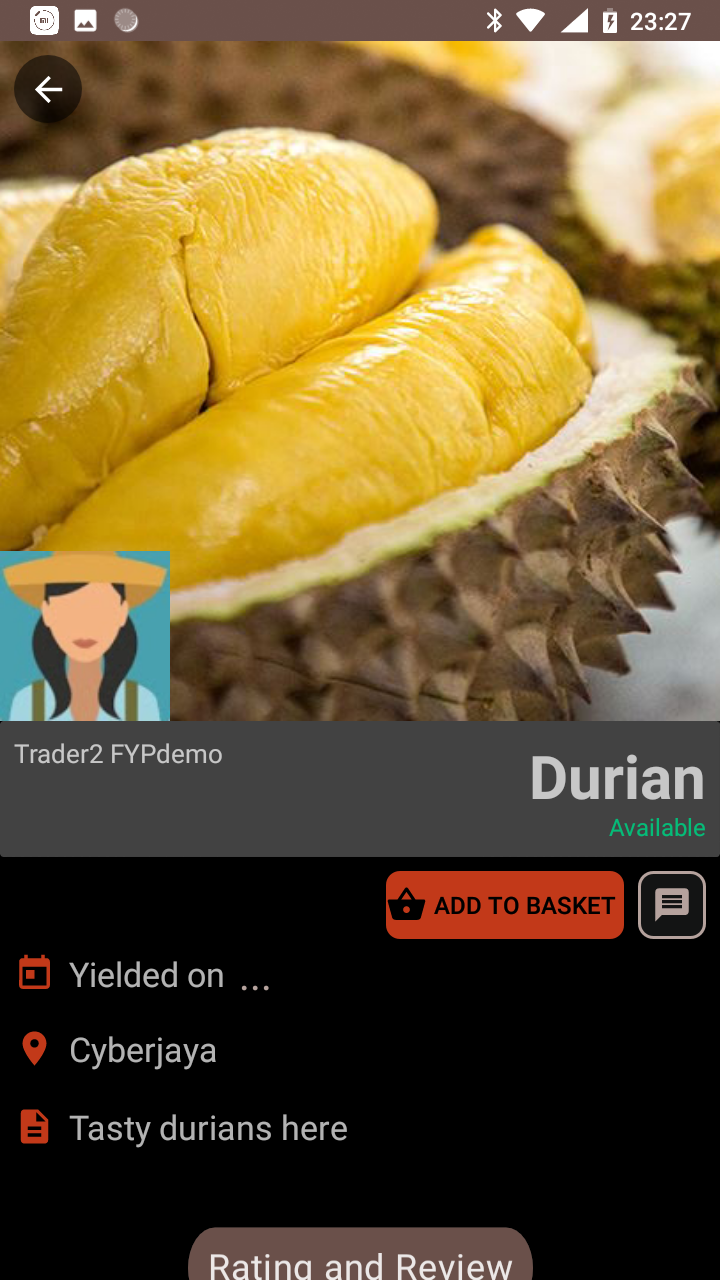 23:27
Trader2 FYPdemo
Durian
Available
ADD TO BASKET
Yielded on ...
Cyberjaya
Tasty durians here
Rating and Review